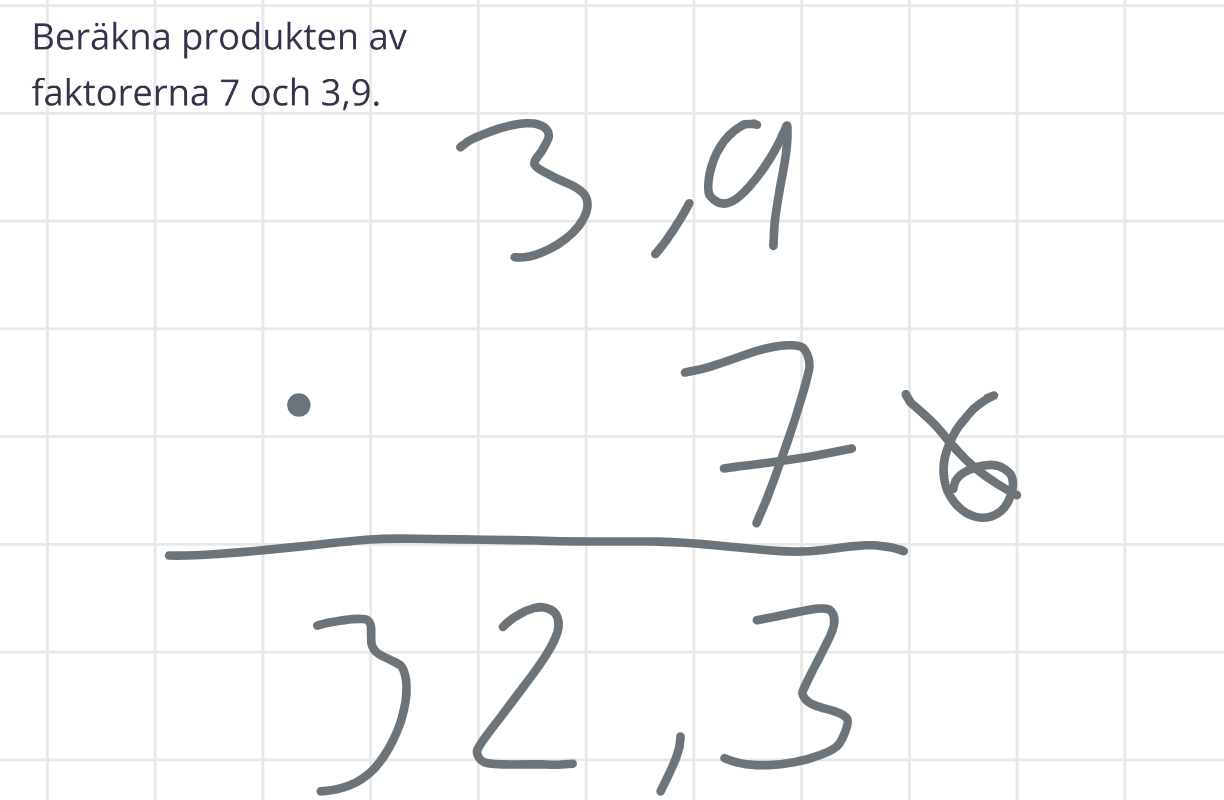 Beräkna produkten av
faktorerna 7 och 3,9.
3,9
· 7 6
32,3